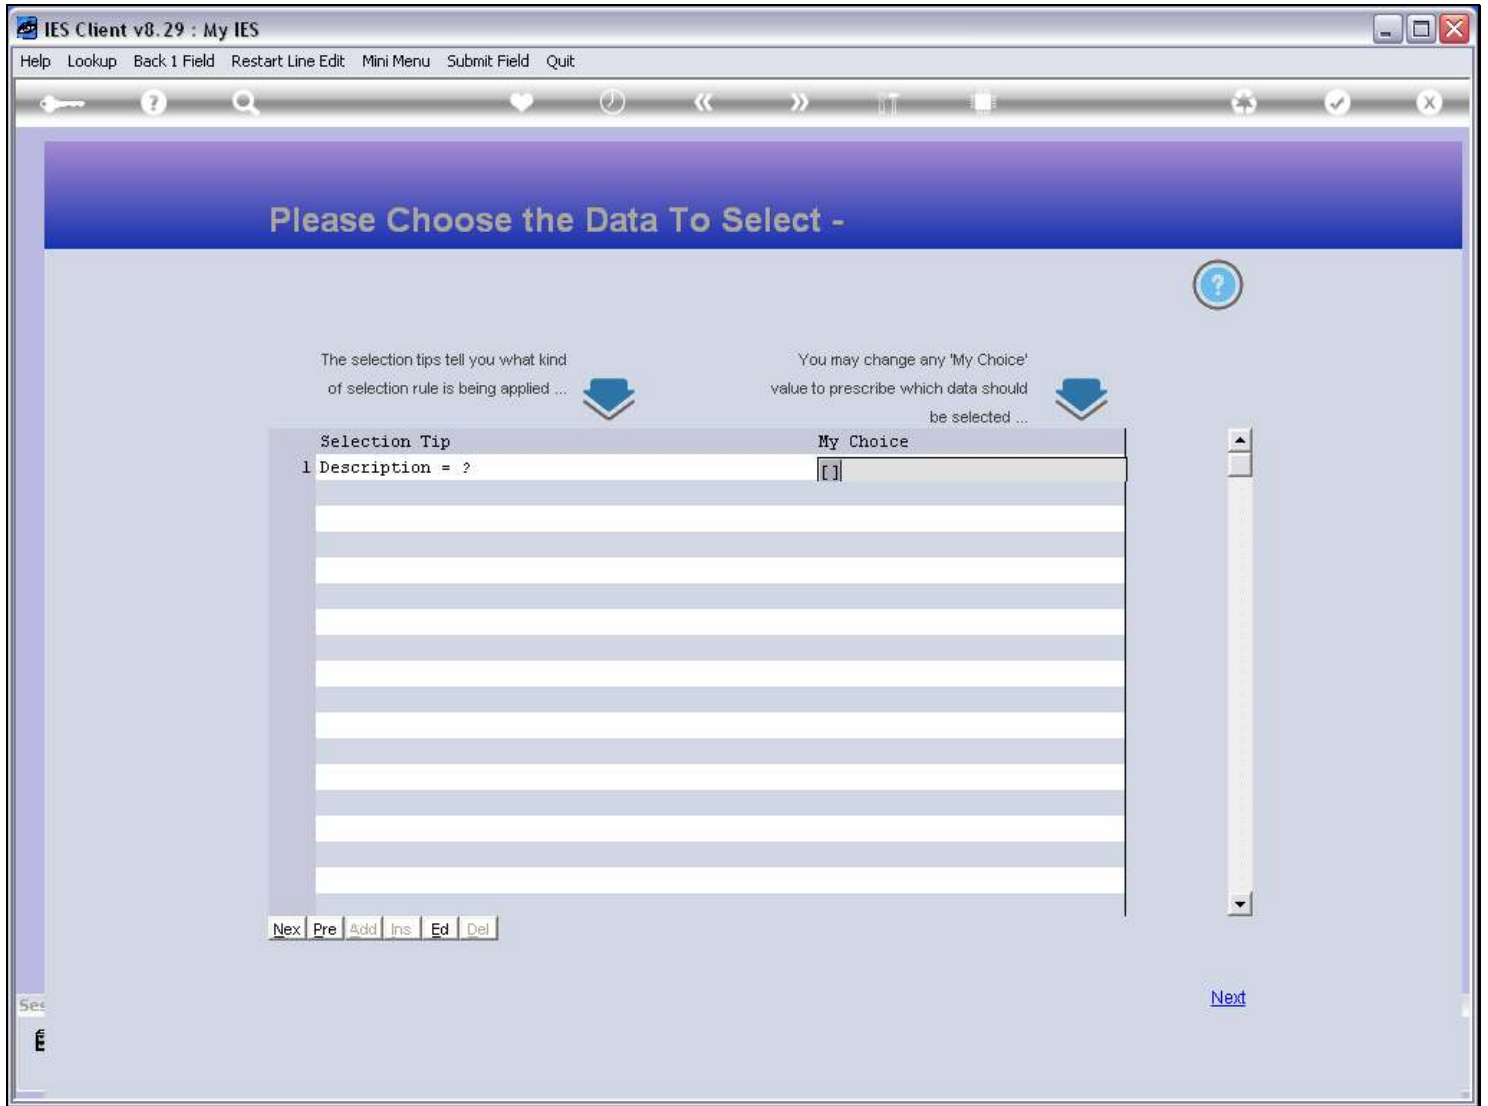 IES Client v8.29 : My IES
Help Lookup Back 1 Field Restart Line Edit Mini Menu Submit Field Quit
Please Choose the Data To Select -
The selection tips tell you what kind
of selection rule is being applied ...
You may change any 'My Choice'
value to prescribe which data should
be selected ...
Selection Tip My Choice
1 Description = ? []
Nex Pre Add Ins Ed Del
Next
Ses